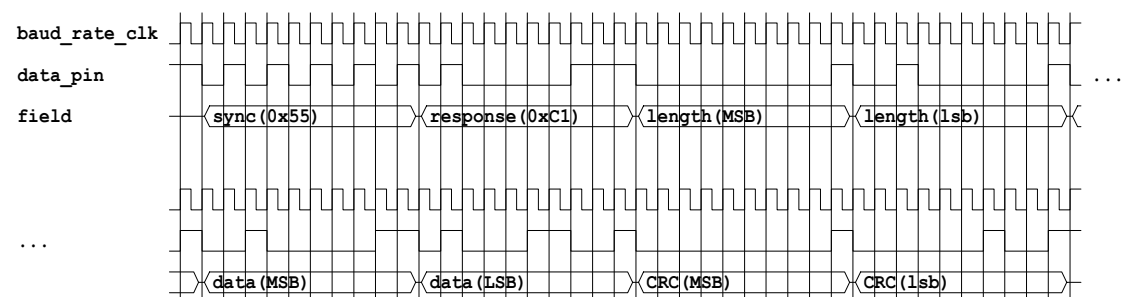 baud_rate_clk
data_pin ...
field sync(0x55) response(0xC1) length(MSB) length(lsb)
...
data(MSB) data(LSB) CRC(MSB) CRC(lsb)